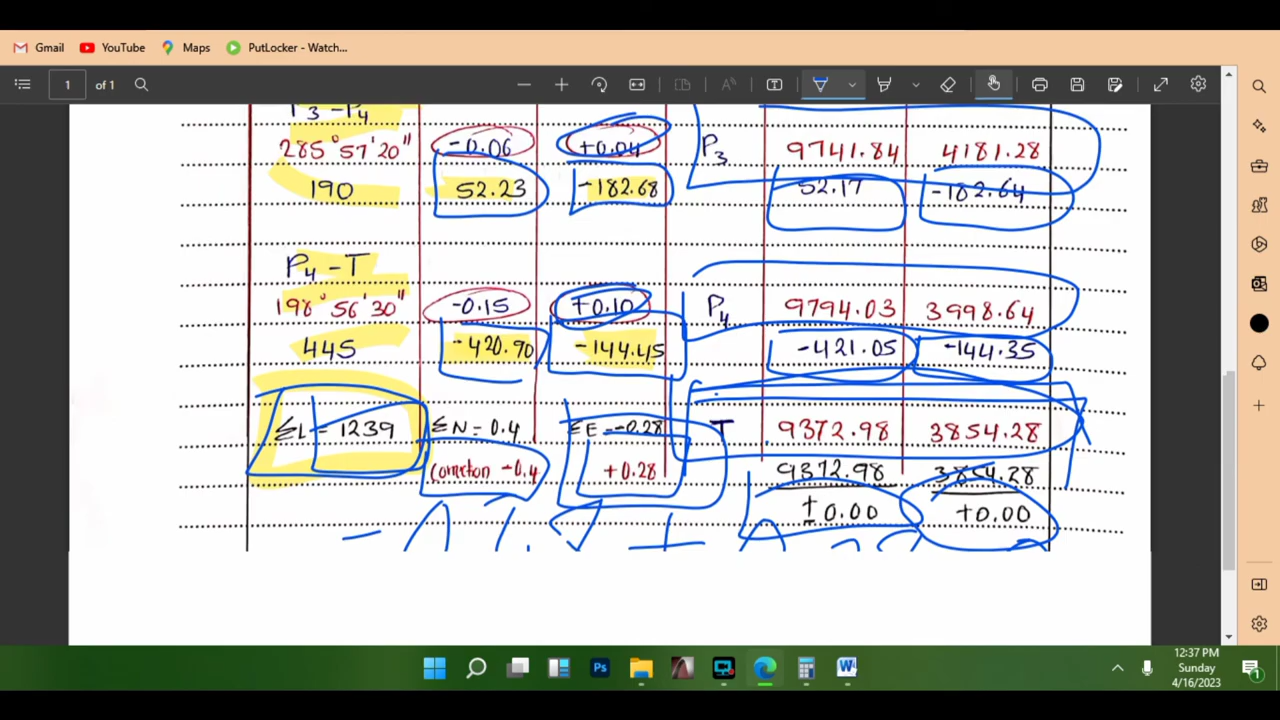 Gmail YouTube Maps PutLocker - Watch...
1 of 1
P3 - P4
285°57'20" -0.06 +0.04 P3 9741.84 4181.28
190 52.23 -182.68 52.17 -182.64
P4 - T
198°56'30" -0.15 +0.10 P4 9794.03 3998.64
445 -420.90 -144.45 -421.05 -144.35
ΣL = 1239 ΣN = 0.4 ΣE = -0.28 T 9372.98 3854.28
correction -0.4 +0.28 9372.98 3854.28
±0.00 +0.00
12:37 PM
Sunday
4/16/2023